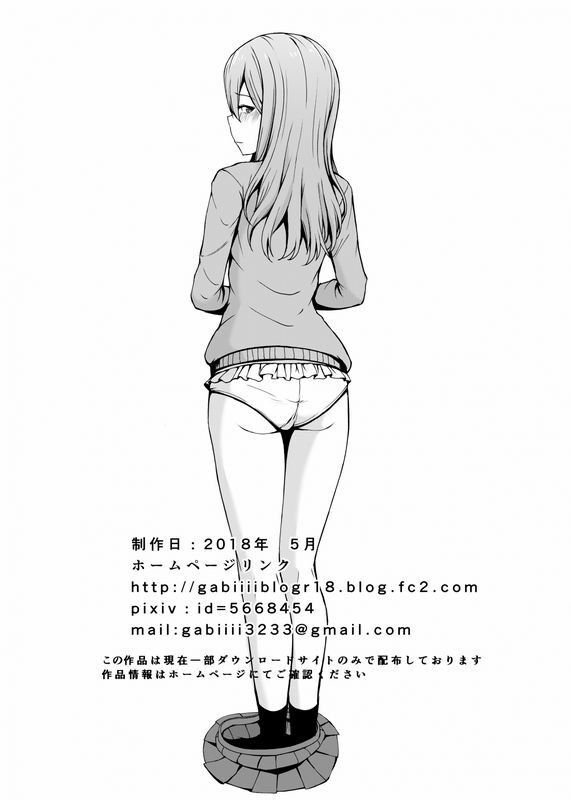 制作日：2018年　5月
ホームページリンク
http://gabiiiiblogr18.blog.fc2.com
pixiv：id=5668454
mail:gabiiii3233@gmail.com
この作品は現在一部ダウンロードサイトのみで配布しております
作品情報はホームページにてご確認ください